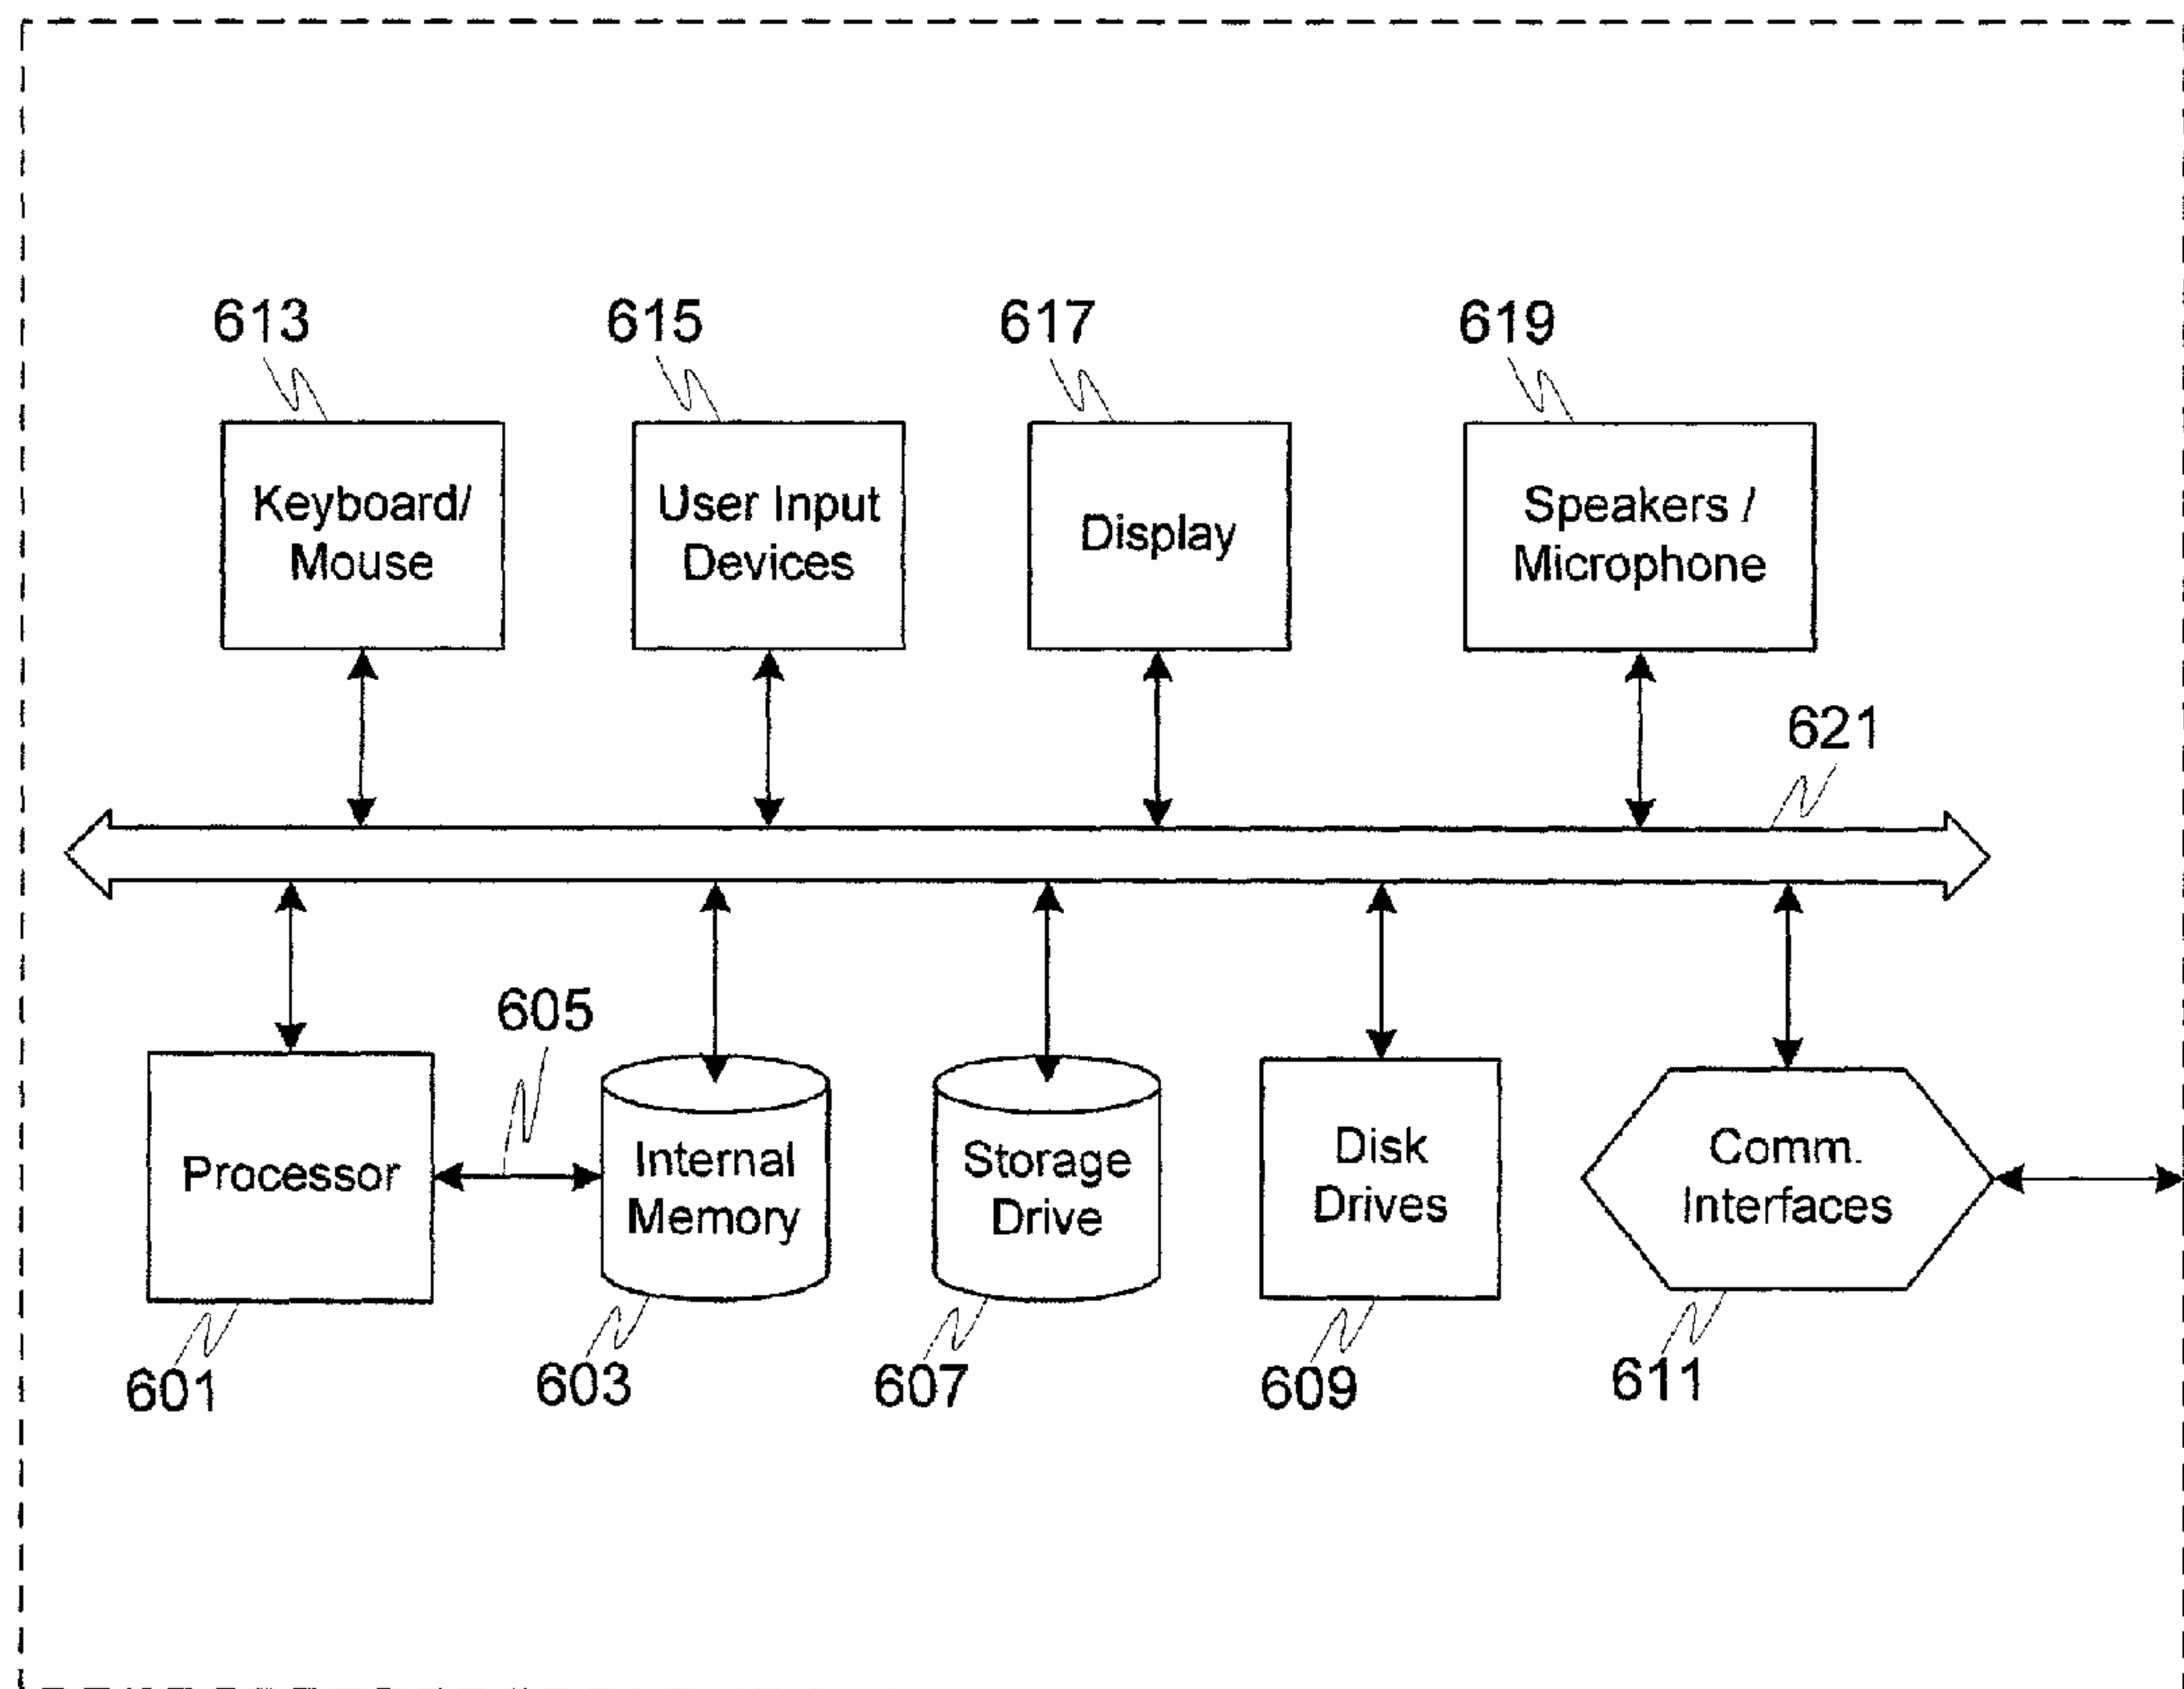 613
615
617
619
Keyboard/
Mouse
User Input
Devices
Display
Speakers /
Microphone
621
605
Processor
Internal
Memory
Storage
Drive
Disk
Drives
Comm.
Interfaces
601
603
607
609
611